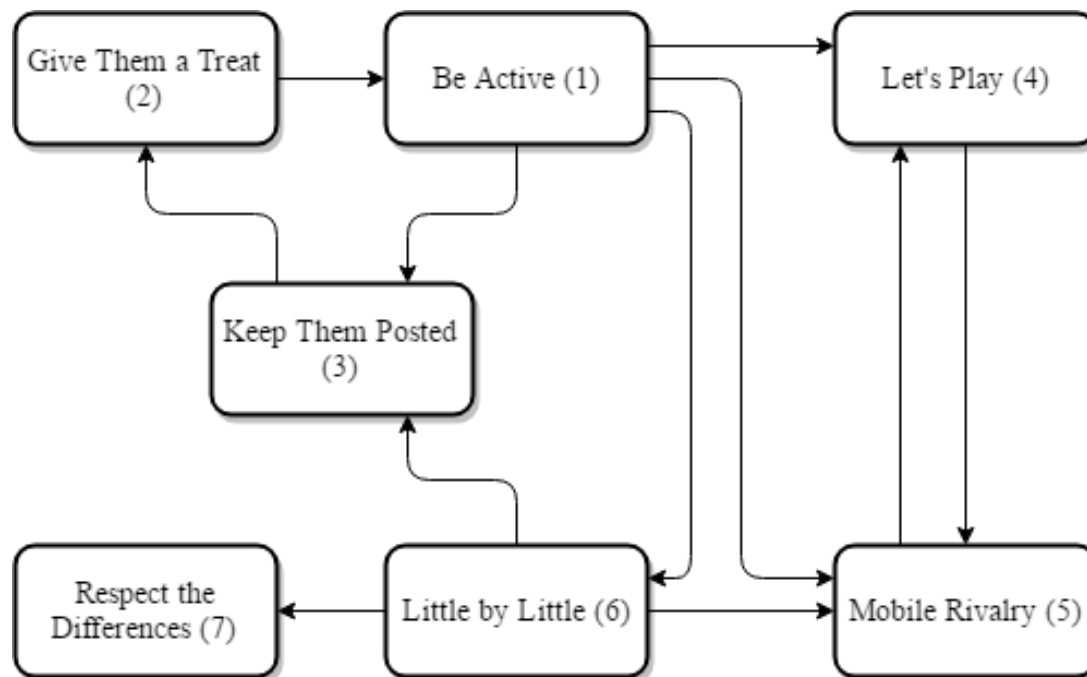 Give Them a Treat
(2)
Be Active (1)
Let's Play (4)
Keep Them Posted
(3)
Respect the
Differences (7)
Little by Little (6)
Mobile Rivalry (5)